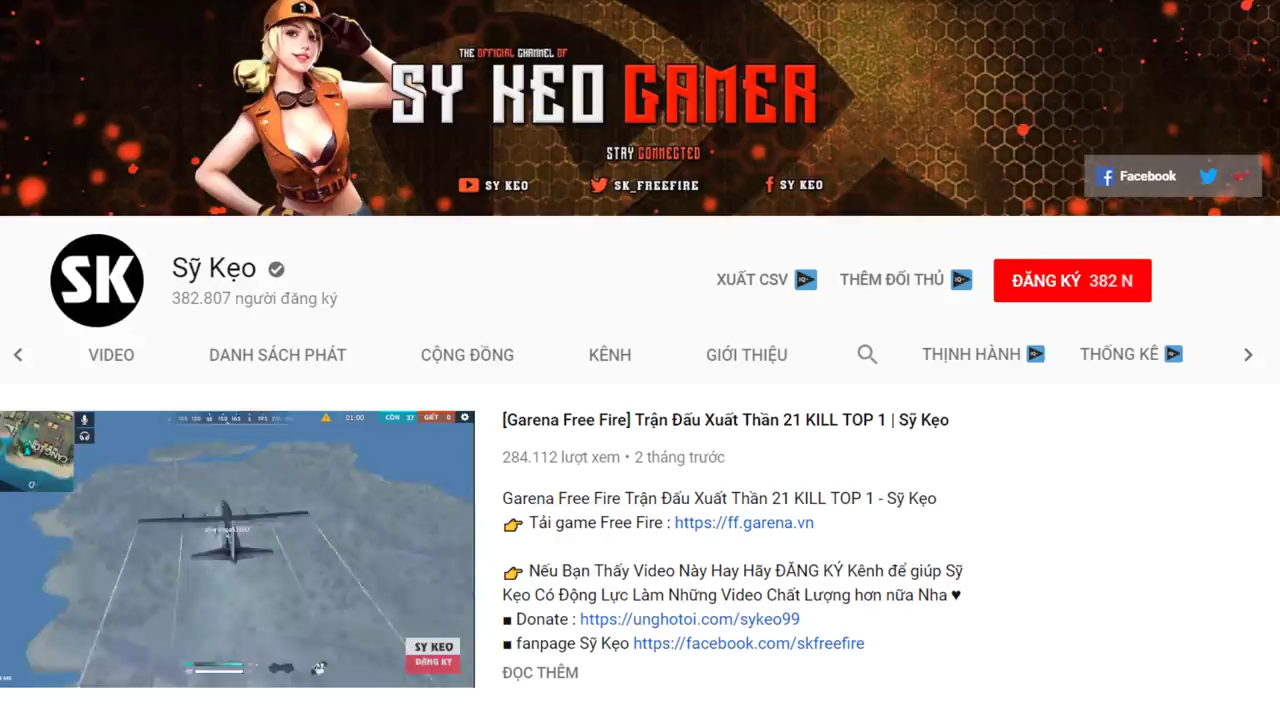 THE OFFICIAL CHANNEL OF
SY KEO GAMER
STAY CONNECTED
SY KEO SK_FREEFIRE SY KEO
Facebook
SK
Sỹ Kẹo
382.807 người đăng ký
XUẤT CSV THÊM ĐỐI THỦ ĐĂNG KÝ 382 N
VIDEO DANH SÁCH PHÁT CỘNG ĐỒNG KÊNH GIỚI THIỆU THỊNH HÀNH THỐNG KÊ
01:00 CÒN 37 GIẾT 0
SY KEO
ĐĂNG KÝ
[Garena Free Fire] Trận Đấu Xuất Thần 21 KILL TOP 1 | Sỹ Kẹo
284.112 lượt xem • 2 tháng trước
Garena Free Fire Trận Đấu Xuất Thần 21 KILL TOP 1 - Sỹ Kẹo
👉 Tải game Free Fire : https://ff.garena.vn
👉 Nếu Bạn Thấy Video Này Hay Hãy ĐĂNG KÝ Kênh để giúp Sỹ
Kẹo Có Động Lực Làm Những Video Chất Lượng hơn nữa Nha ♥
■ Donate : https://unghotoi.com/sykeo99
■ fanpage Sỹ Kẹo https://facebook.com/skfreefire
ĐỌC THÊM